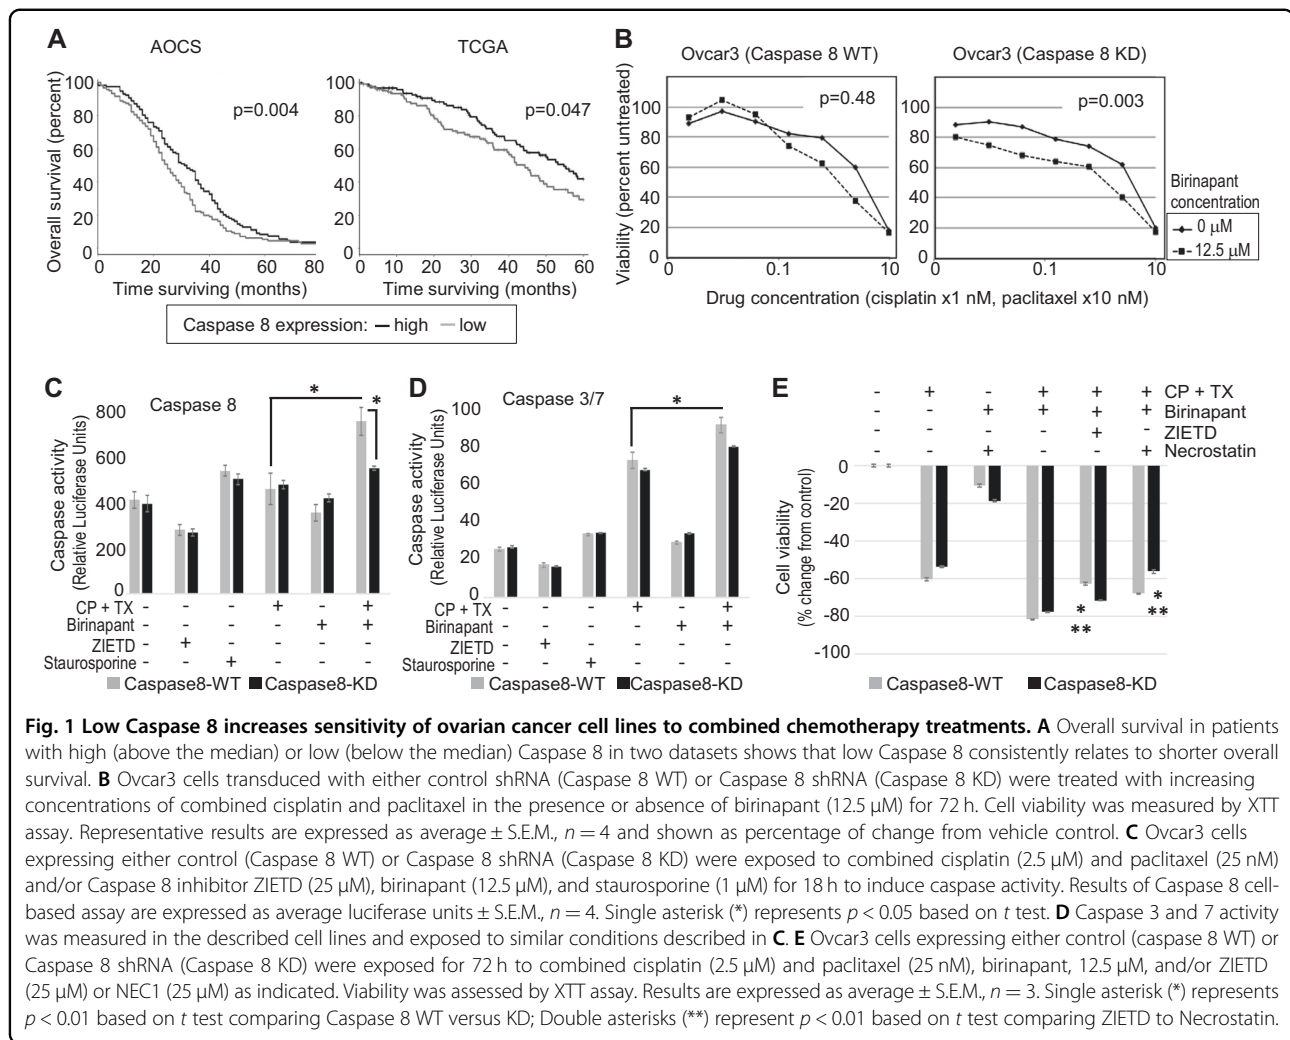 A
AOCS
TCGA
Overall survival (percent)
100
80
60
40
20
0
p=0.004
0 20 40 60 80
Time surviving (months)
100
80
60
40
20
0
p=0.047
0 10 20 30 40 50 60
Time surviving (months)
Caspase 8 expression: high low
B
Ovcar3 (Caspase 8 WT)
Ovcar3 (Caspase 8 KD)
Viability (percent untreated)
100
80
60
40
20
0
p=0.48
0 0.1 10
100
80
60
40
20
0
p=0.003
0 0.1 10
Drug concentration (cisplatin x1 nM, paclitaxel x10 nM)
Birinapant
concentration
0 µM
12.5 µM
C
Caspase 8
Caspase activity
(Relative Luciferase Units)
800
600
400
200
0
* *
CP + TX - - - + - +
Birinapant - - - - + +
ZIETD - + - - - -
Staurosporine - - + - - -
Caspase8-WT Caspase8-KD
D
Caspase 3/7
Caspase activity
(Relative Luciferase Units)
100
80
60
40
20
0
*
CP + TX - - - + - +
Birinapant - - - - + +
ZIETD - + - - - -
Staurosporine - - + - - -
Caspase8-WT Caspase8-KD
E
- + - + + + CP + TX
- - + + + + Birinapant
- - - - + - ZIETD
- - + - - + Necrostatin
Cell viability
(% change from control)
0
-20
-40
-60
-80
-100
* *
** **
Caspase8-WT Caspase8-KD
Fig. 1 Low Caspase 8 increases sensitivity of ovarian cancer cell lines to combined chemotherapy treatments. A Overall survival in patients
with high (above the median) or low (below the median) Caspase 8 in two datasets shows that low Caspase 8 consistently relates to shorter overall
survival. B Ovcar3 cells transduced with either control shRNA (Caspase 8 WT) or Caspase 8 shRNA (Caspase 8 KD) were treated with increasing
concentrations of combined cisplatin and paclitaxel in the presence or absence of birinapant (12.5 µM) for 72 h. Cell viability was measured by XTT
assay. Representative results are expressed as average ± S.E.M., n = 4 and shown as percentage of change from vehicle control. C Ovcar3 cells
expressing either control (Caspase 8 WT) or Caspase 8 shRNA (Caspase 8 KD) were exposed to combined cisplatin (2.5 µM) and paclitaxel (25 nM)
and/or Caspase 8 inhibitor ZIETD (25 µM), birinapant (12.5 µM), and staurosporine (1 µM) for 18 h to induce caspase activity. Results of Caspase 8 cell-
based assay are expressed as average luciferase units ± S.E.M., n = 4. Single asterisk (*) represents p < 0.05 based on t test. D Caspase 3 and 7 activity
was measured in the described cell lines and exposed to similar conditions described in C. E Ovcar3 cells expressing either control (caspase 8 WT) or
Caspase 8 shRNA (Caspase 8 KD) were exposed for 72 h to combined cisplatin (2.5 µM) and paclitaxel (25 nM), birinapant, 12.5 µM, and/or ZIETD
(25 µM) or NEC1 (25 µM) as indicated. Viability was assessed by XTT assay. Results are expressed as average ± S.E.M., n = 3. Single asterisk (*) represents
p < 0.01 based on t test comparing Caspase 8 WT versus KD; Double asterisks (**) represent p < 0.01 based on t test comparing ZIETD to Necrostatin.